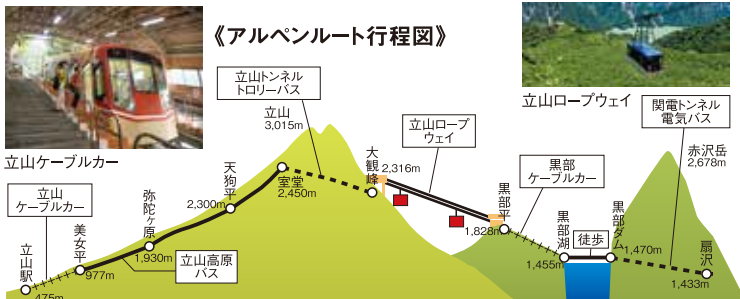 《アルペンルート行程図》
立山ケーブルカー
立山ロープウェイ
立山トンネル
トロリーバス
立山
3,015m
関電トンネル
電気バス
赤沢岳
2,678m
立山ロープ
ウェイ
大観峰
2,316m
天狗平
2,300m
室堂
2,450m
黒部
ケーブルカー
黒部平
1,828m
弥陀ヶ原
1,930m
立山
ケーブルカー
美女平
977m
立山高原
バス
立山駅
475m
黒部湖
1,455m
徒歩
黒部ダム
1,470m
扇沢
1,433m